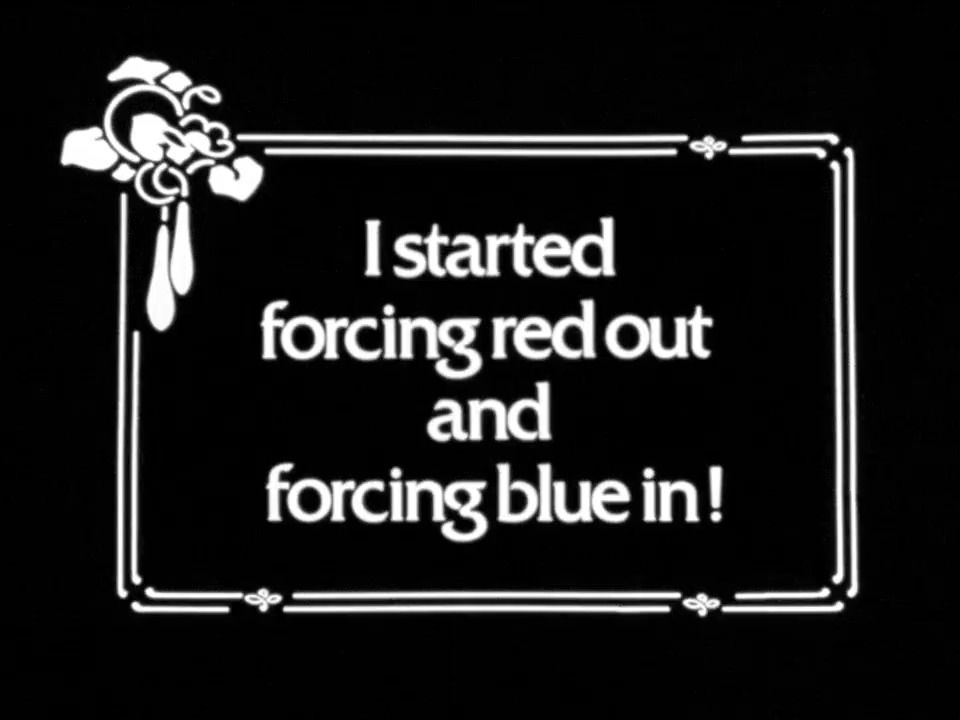 I started
forcing red out
and
forcing blue in!